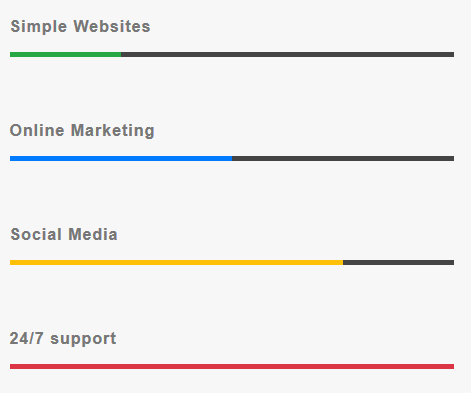 Simple Websites
Online Marketing
Social Media
24/7 support